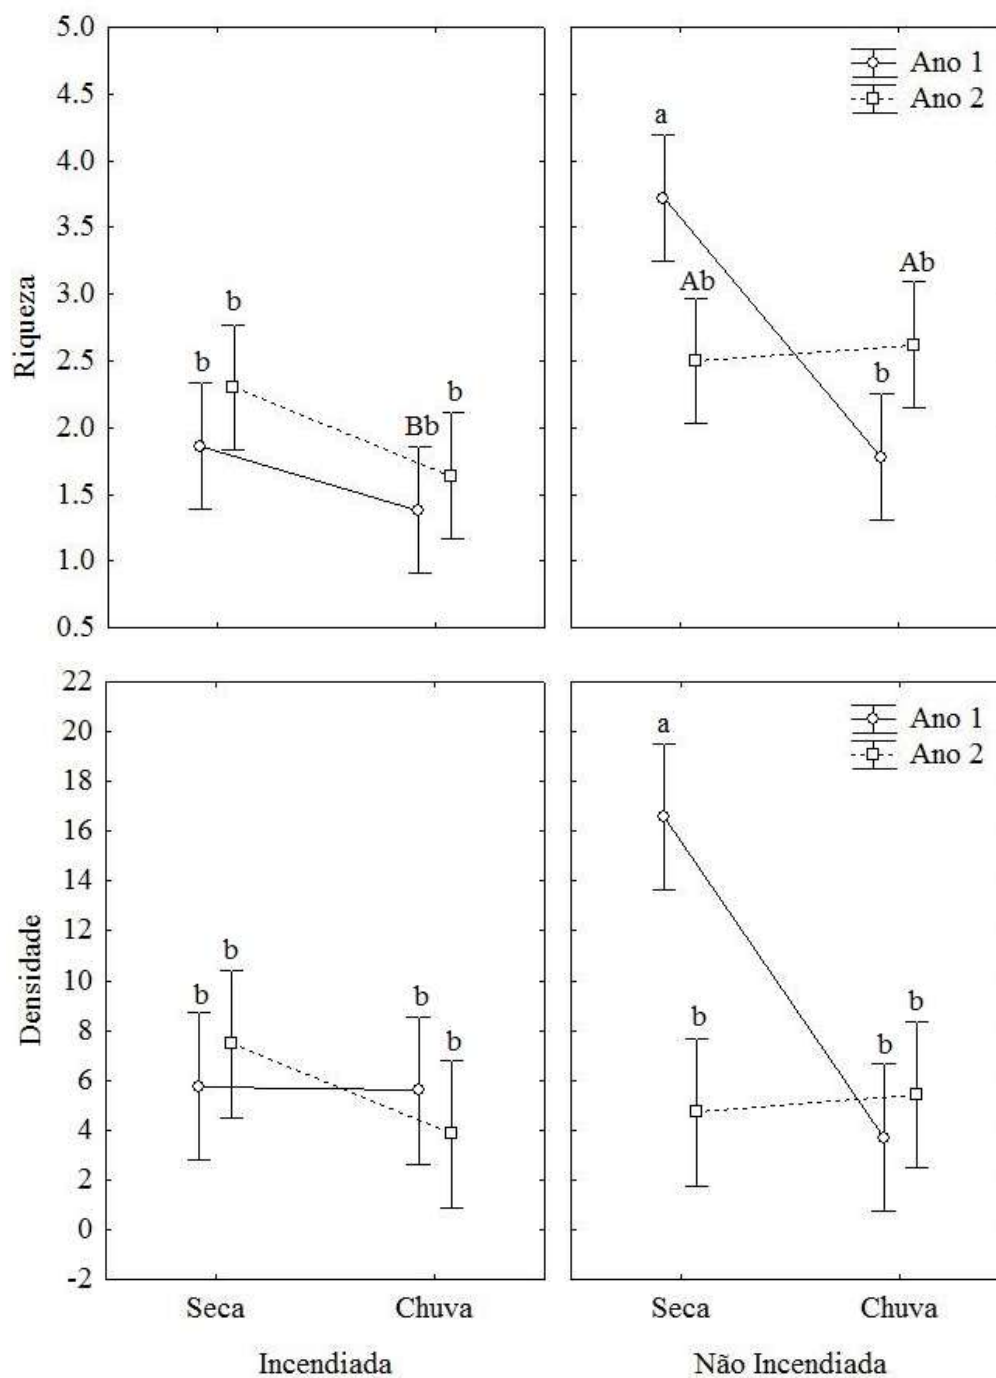 5.0
4.5
4.0
3.5
3.0
2.5
2.0
1.5
1.0
0.5
Riqueza
b
b
Bb
b
Ano 1
Ano 2
a
Ab
b
Ab
22
20
18
16
14
12
10
8
6
4
2
0
-2
Densidade
b
b
b
b
Ano 1
Ano 2
a
b
b
b
Seca Chuva Seca Chuva
Incendiada Não Incendiada